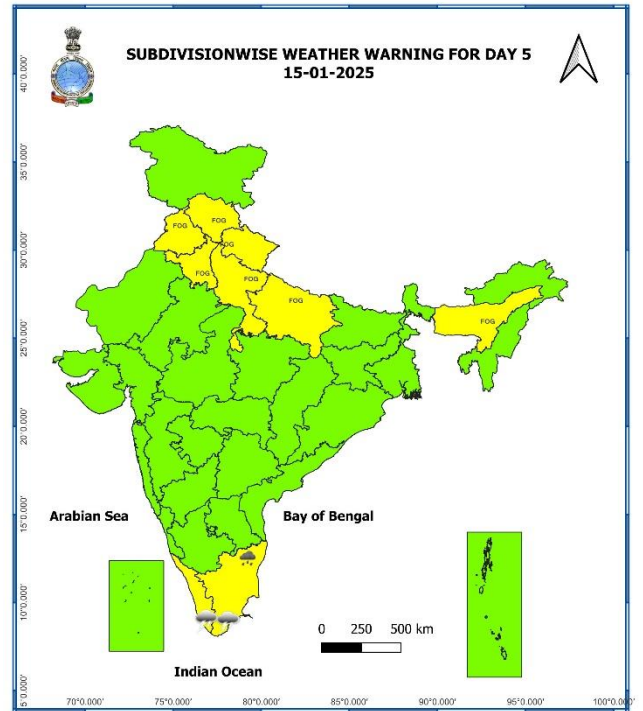 SUBDIVISIONWISE WEATHER WARNING FOR DAY 5
15-01-2025
40°0.000'
35°0.000'
30°0.000'
25°0.000'
20°0.000'
15°0.000'
10°0.000'
5°0.000'
FOG
FOG
OG
FOG
FOG
FOG
FOG
Arabian Sea
Bay of Bengal
0 250 500 km
Indian Ocean
70°0.000' 75°0.000' 80°0.000' 85°0.000' 90°0.000' 95°0.000' 100°0.000'